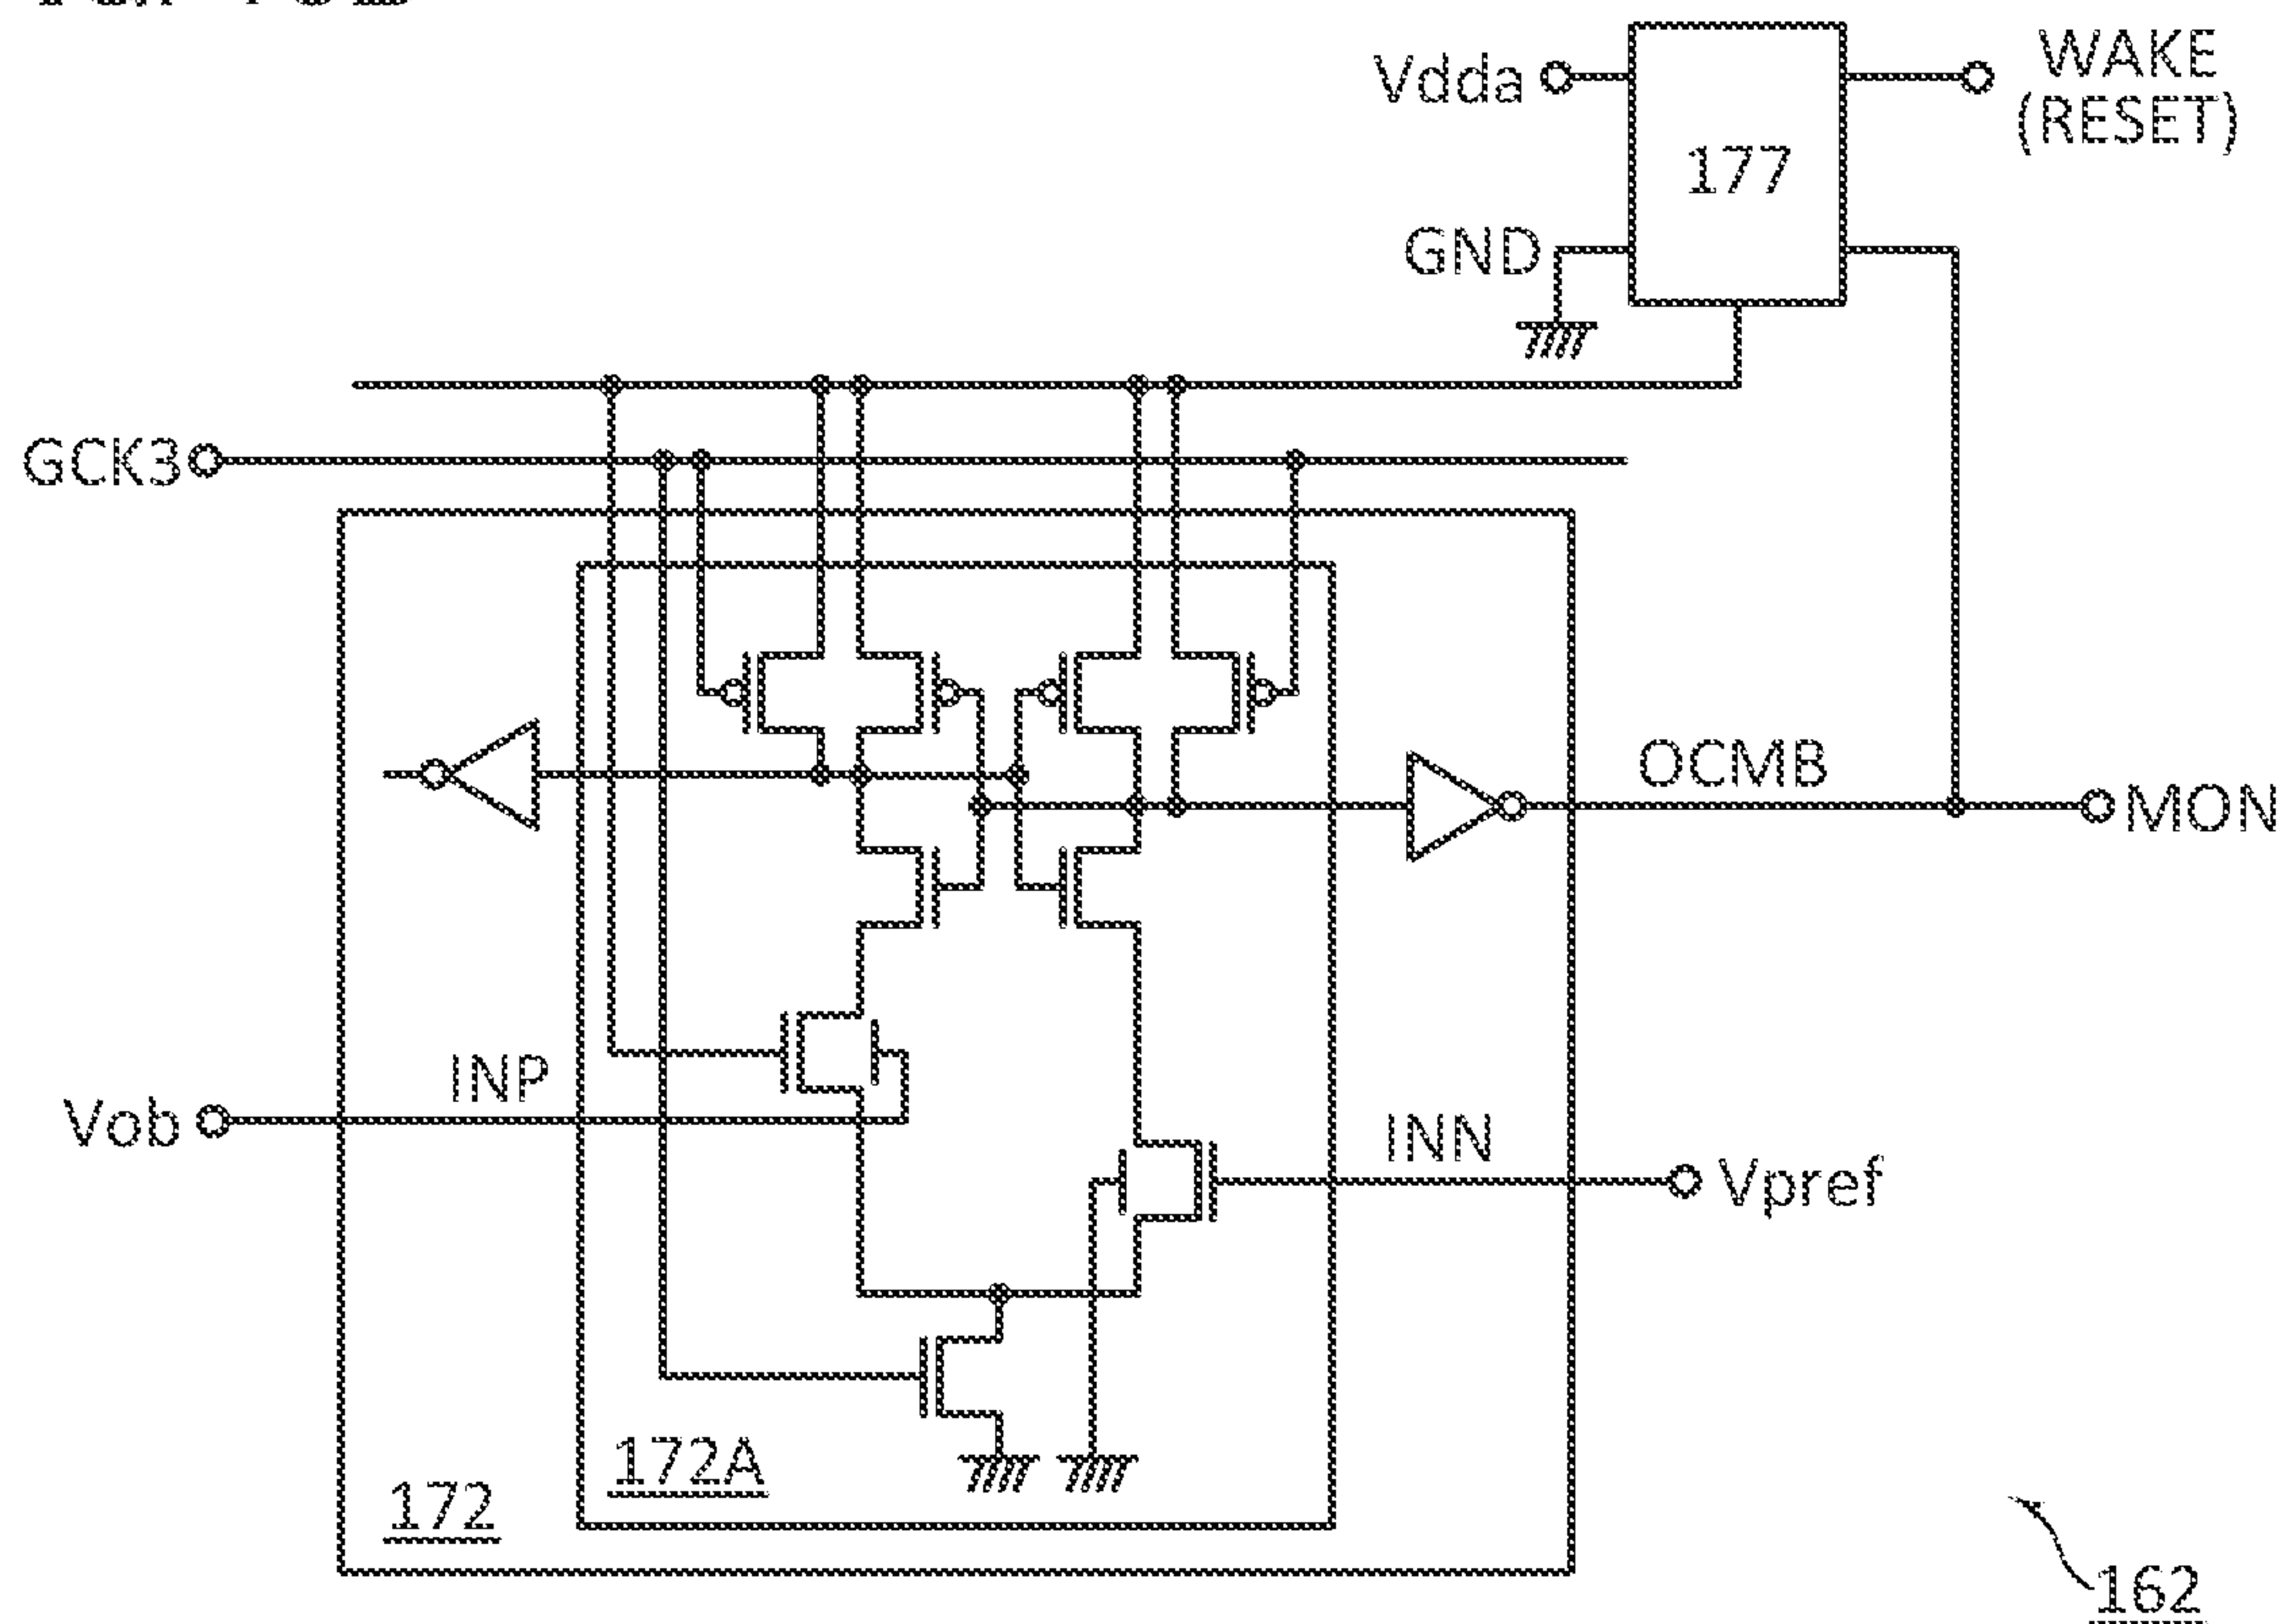 Vdda
WAKE
(RESET)
177
GND
GCK3
OCMB
MON
INP
Vob
INN
Vpref
172A
172
162